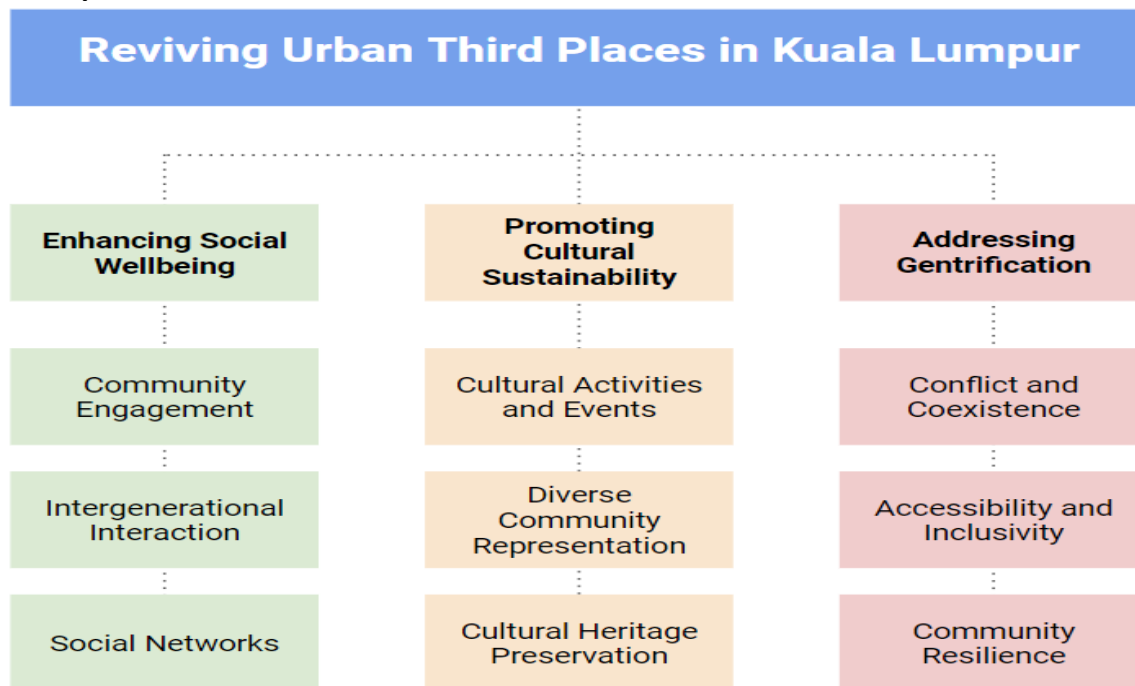 Reviving Urban Third Places in Kuala Lumpur
Enhancing Social
Wellbeing
Community
Engagement
Intergenerational
Interaction
Social Networks
Promoting
Cultural
Sustainability
Cultural Activities
and Events
Diverse
Community
Representation
Cultural Heritage
Preservation
Addressing
Gentrification
Conflict and
Coexistence
Accessibility and
Inclusivity
Community
Resilience